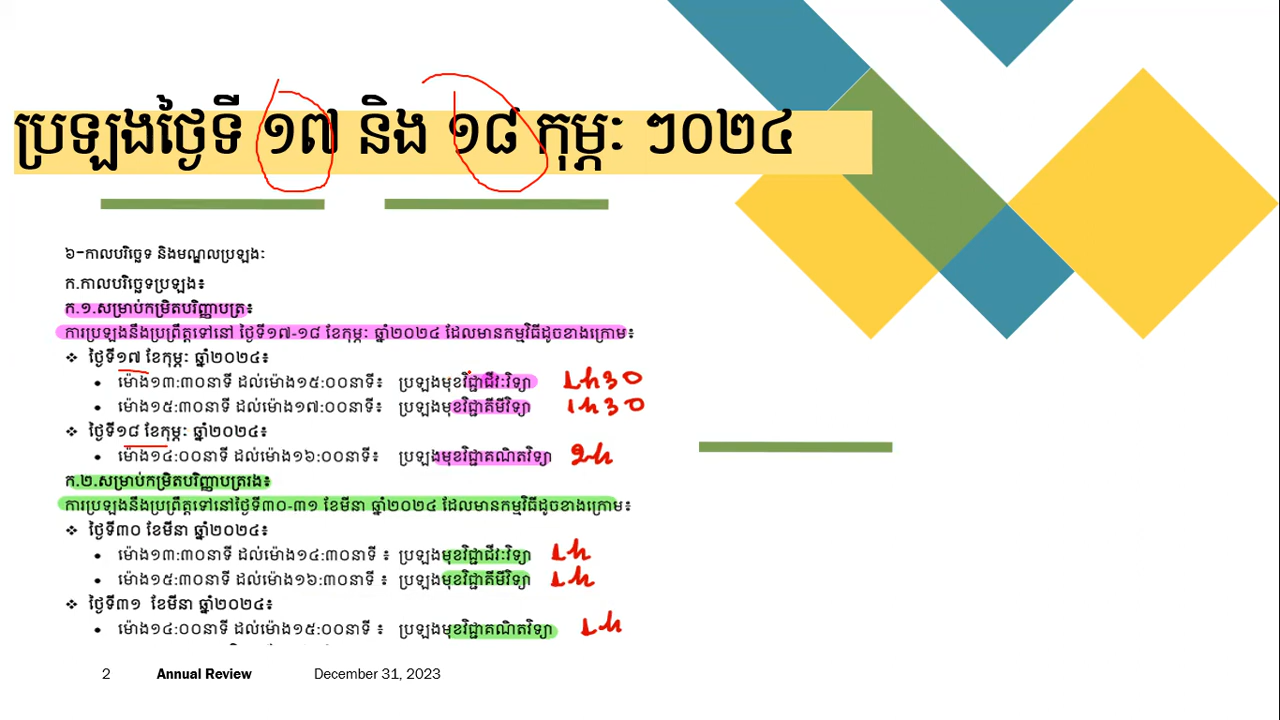 ប្រឡងថ្ងៃទី ១៧ និង ១៨ កុម្ភៈ ៗ០២៤
៦-កាលបរិច្ឆេទ និងមណ្ឌលប្រឡងៈ
ក.កាលបរិច្ឆេទប្រឡង៖
ក.១.សម្រាប់កម្រិតបរិញ្ញាបត្រ៖
ការប្រឡងនឹងប្រព្រឹត្តទៅនៅ ថ្ងៃទី១៧-១៨ ខែកុម្ភៈ ឆ្នាំ២០២៤ ដែលមានកម្មវិធីដូចខាងក្រោម៖
❖ ថ្ងៃទី១៧ ខែកុម្ភៈ ឆ្នាំ២០២៤៖
• ម៉ោង១៣:៣០នាទី ដល់ម៉ោង១៥:០០នាទី៖ ប្រឡងមុខវិជ្ជាជីវៈវិទ្យា 1h30
• ម៉ោង១៥:៣០នាទី ដល់ម៉ោង១៧:០០នាទី៖ ប្រឡងមុខវិជ្ជាគីមីវិទ្យា 1h30
❖ ថ្ងៃទី១៨ ខែកុម្ភៈ ឆ្នាំ២០២៤៖
• ម៉ោង១៤:០០នាទី ដល់ម៉ោង១៦:០០នាទី៖ ប្រឡងមុខវិជ្ជាគណិតវិទ្យា 2h
ក.២.សម្រាប់កម្រិតបរិញ្ញាបត្ររង៖
ការប្រឡងនឹងប្រព្រឹត្តទៅនៅថ្ងៃទី៣០-៣១ ខែមីនា ឆ្នាំ២០២៤ ដែលមានកម្មវិធីដូចខាងក្រោម៖
❖ ថ្ងៃទី៣០ ខែមីនា ឆ្នាំ២០២៤៖
• ម៉ោង១៣:៣០នាទី ដល់ម៉ោង១៤:៣០នាទី ៖ ប្រឡងមុខវិជ្ជាជីវៈវិទ្យា 1h
• ម៉ោង១៥:៣០នាទី ដល់ម៉ោង១៦:៣០នាទី ៖ ប្រឡងមុខវិជ្ជាគីមីវិទ្យា 1h
❖ ថ្ងៃទី៣១ ខែមីនា ឆ្នាំ២០២៤៖
• ម៉ោង១៤:០០នាទី ដល់ម៉ោង១៥:០០នាទី ៖ ប្រឡងមុខវិជ្ជាគណិតវិទ្យា 1h
2 Annual Review December 31, 2023